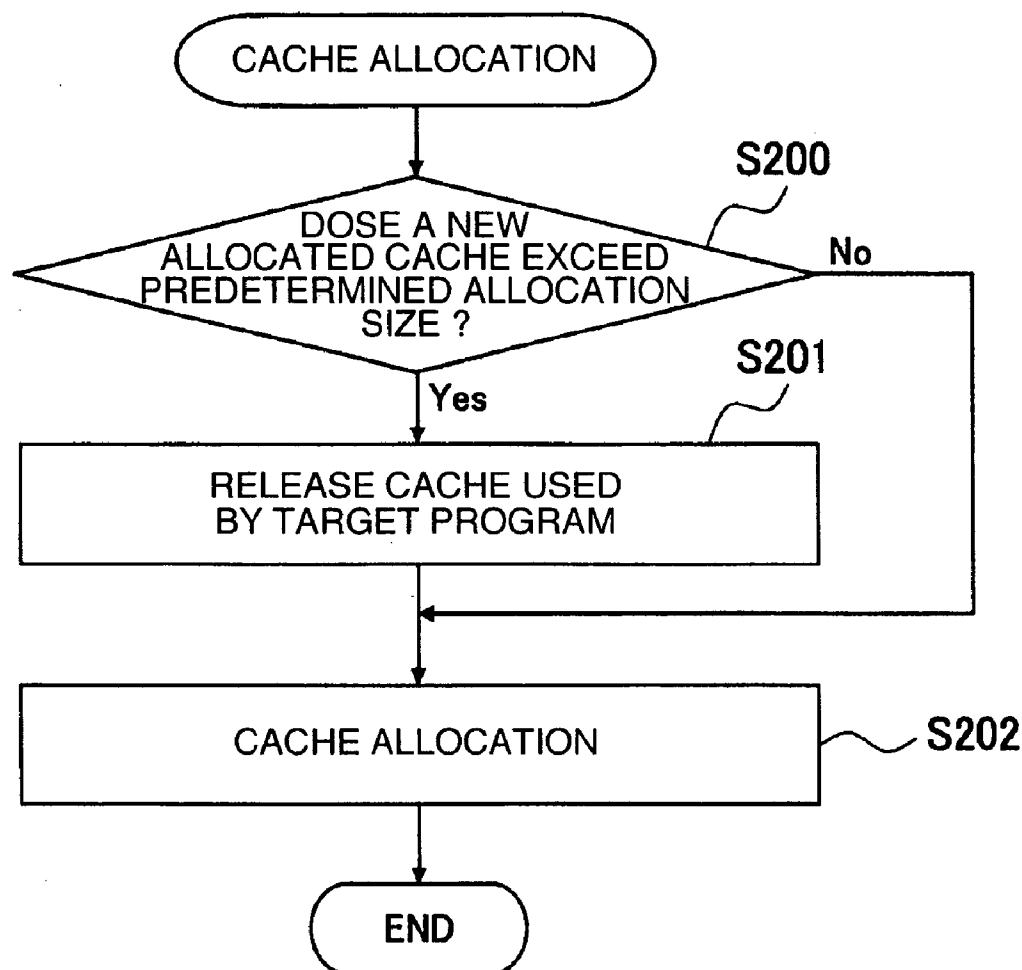 CACHE ALLOCATION
S200
DOSE A NEW
ALLOCATED CACHE EXCEED
PREDETERMINED ALLOCATION
SIZE ?
No
S201
Yes
RELEASE CACHE USED
BY TARGET PROGRAM
CACHE ALLOCATION
S202
END